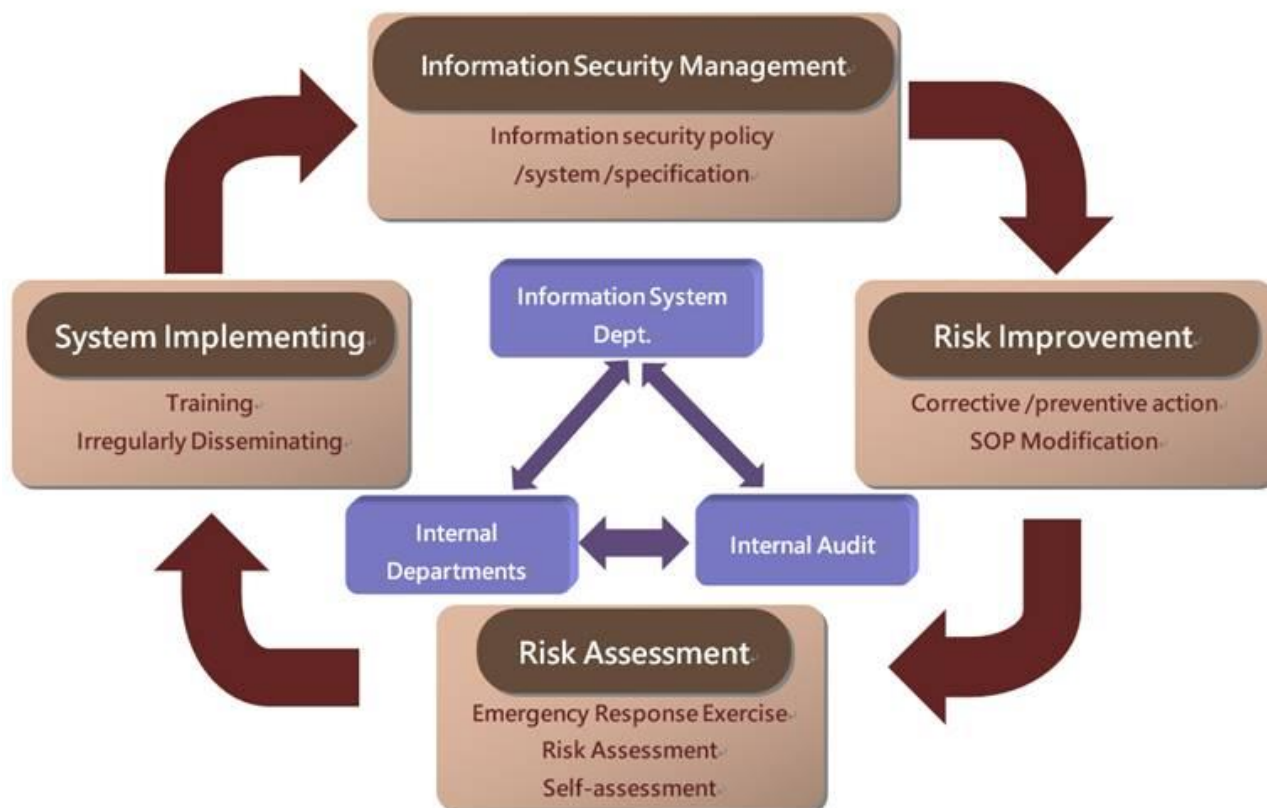 Information Security Management
Information security policy
/system /specification
System Implementing
Training
Irregularly Disseminating
Information System
Dept.
Risk Improvement
Corrective /preventive action
SOP Modification
Internal
Departments
Internal Audit
Risk Assessment
Emergency Response Exercise
Risk Assessment
Self-assessment